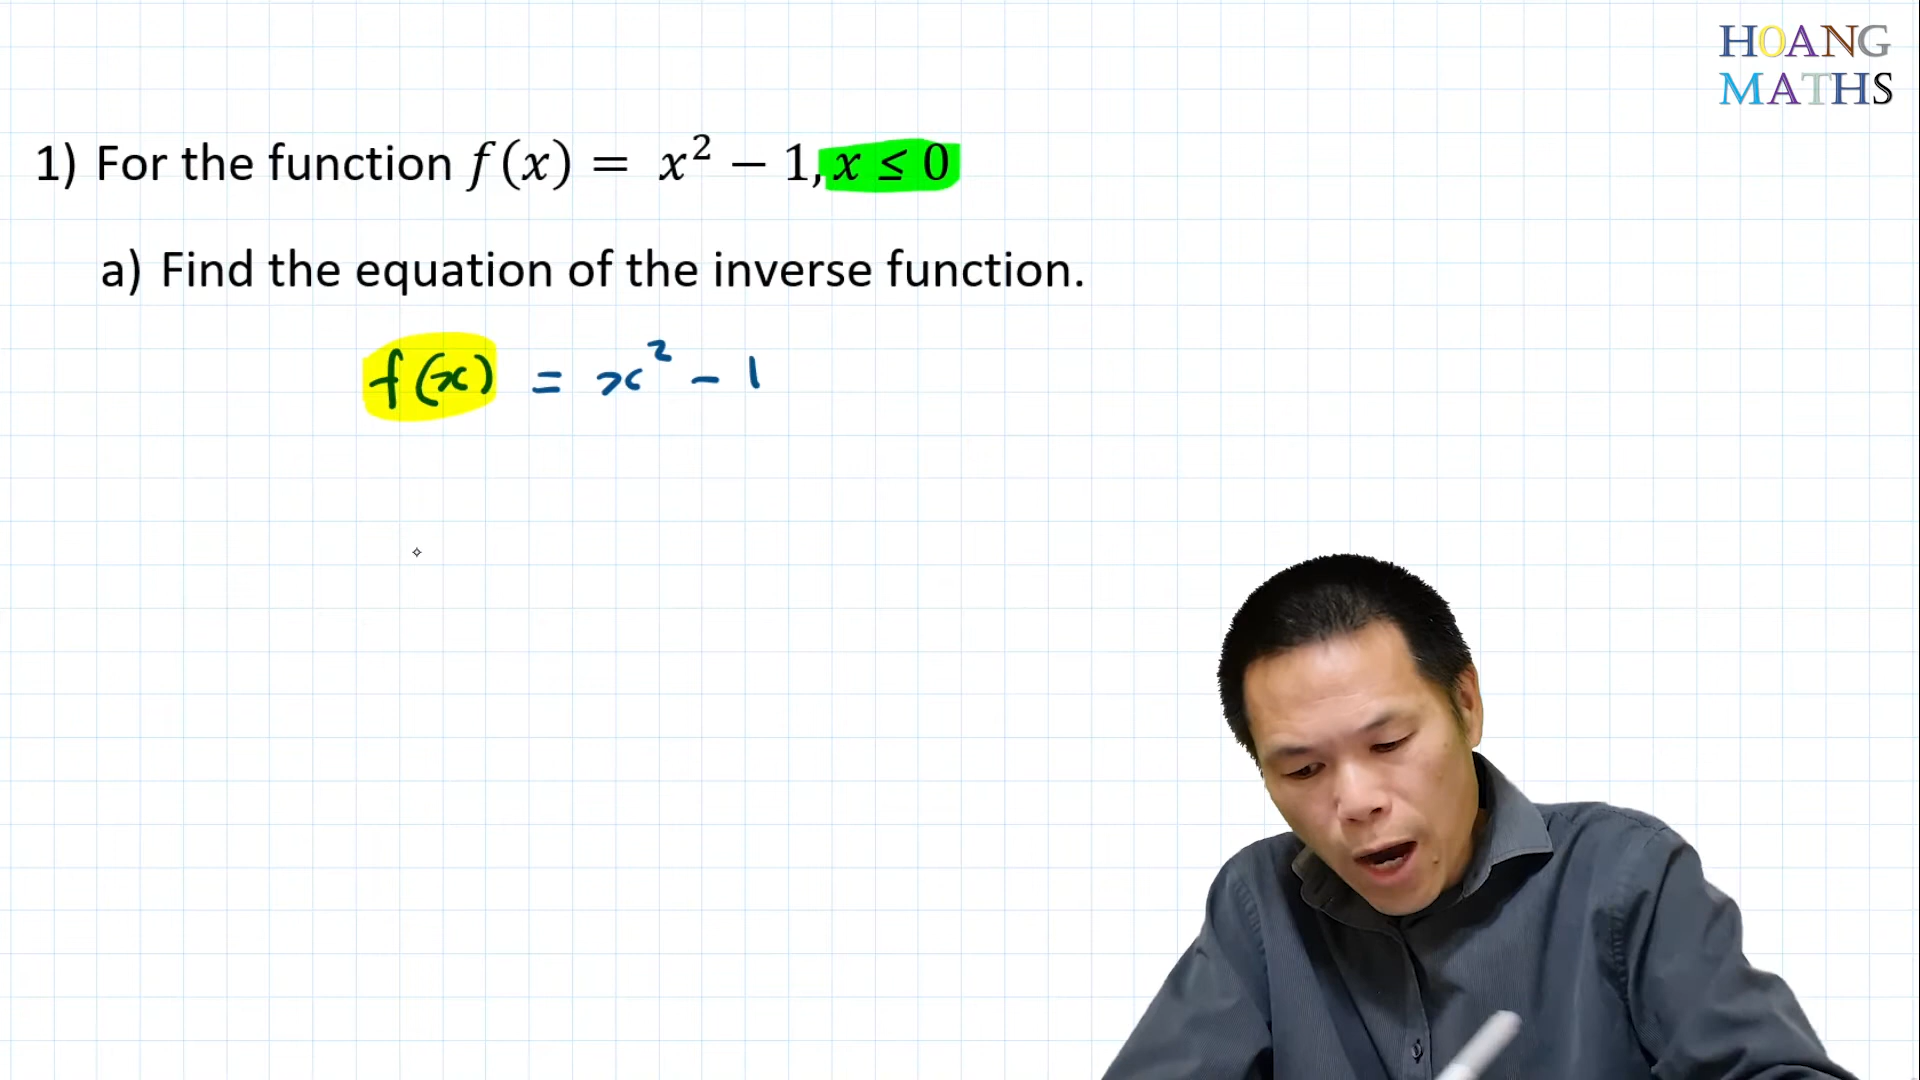 HOANG
MATHS
1) For the function f(x) = x² − 1, x ≤ 0
a) Find the equation of the inverse function.
f(x) = x² - 1